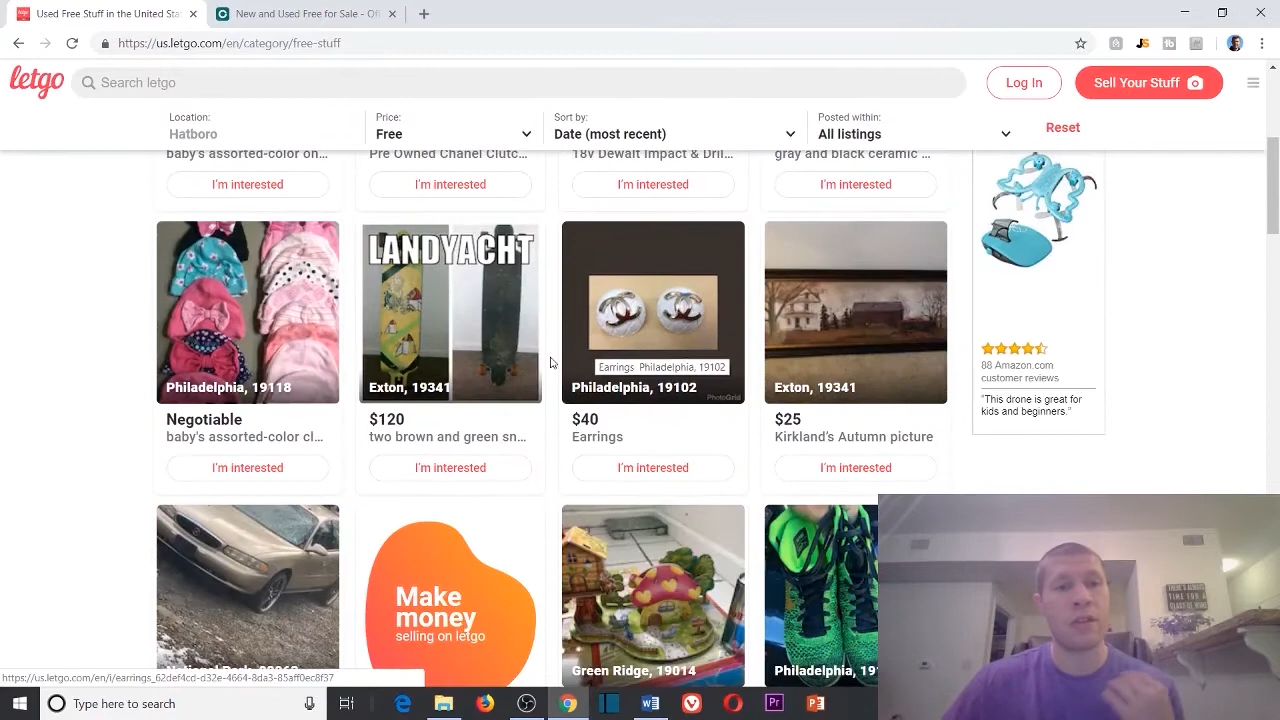 Used Free Stuff in the United Sta
New and Used Free for Sale - Of
https://us.letgo.com/en/category/free-stuff
letgo
Search letgo
Log In
Sell Your Stuff
Location:
Hatboro
Price:
Free
Sort by:
Date (most recent)
Posted within:
All listings
Reset
baby's assorted-color on...
Pre Owned Chanel Clutc...
18v Dewalt Impact & Dril...
gray and black ceramic ...
I'm interested
I'm interested
I'm interested
I'm interested
LANDYACHT
Earrings Philadelphia, 19102
PhotoGrid
Philadelphia, 19118
Exton, 19341
Philadelphia, 19102
Exton, 19341
Negotiable
$120
$40
$25
baby's assorted-color cl...
two brown and green sn...
Earrings
Kirkland's Autumn picture
I'm interested
I'm interested
I'm interested
I'm interested
88 Amazon.com
customer reviews
"This drone is great for
kids and beginners."
Make
money
selling on letgo
Green Ridge, 19014
Philadelphia, 19
https://us.letgo.com/en/i/earrings_62def4cd-d32e-4664-8da3-85aff0ec8f37
Type here to search